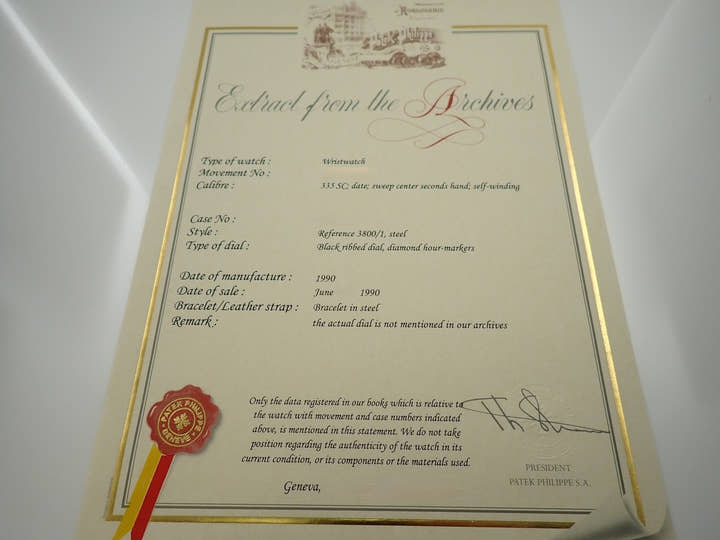 Extract from the Archives
Type of watch : Wristwatch
Movement No :
Calibre : 335 SC; date; sweep center seconds hand; self-winding
Case No :
Style : Reference 3800/1, steel
Type of dial : Black ribbed dial, diamond hour-markers
Date of manufacture : 1990
Date of sale : June 1990
Bracelet/Leather strap : Bracelet in steel
Remark : the actual dial is not mentioned in our archives
Only the data registered in our books which is relative to
the watch with movement and case numbers indicated
above, is mentioned in this statement. We do not take
position regarding the authenticity of the watch in its
current condition, or its components or the materials used.
Geneva,
PATEK PHILIPPE
GENEVE
PRESIDENT
PATEK PHILIPPE S.A.